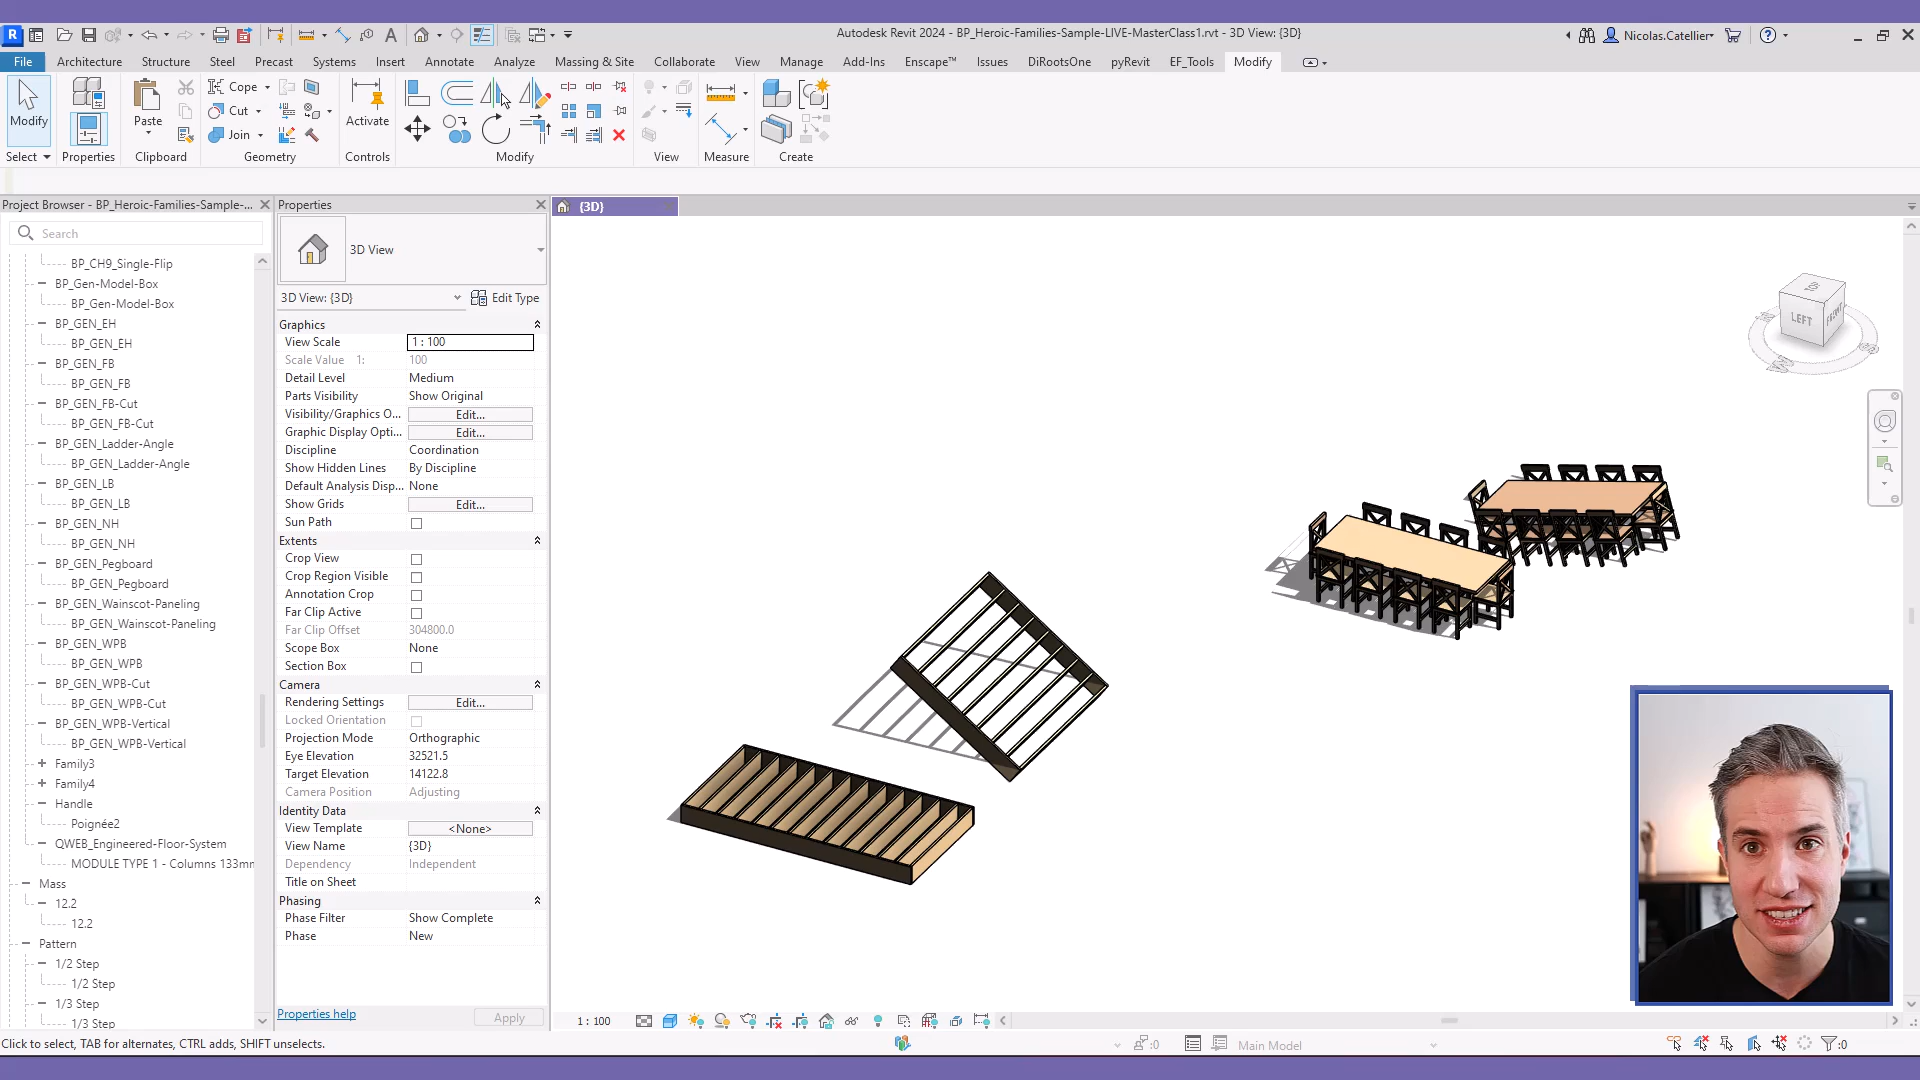 Autodesk Revit 2024 - BP_Heroic-Families-Sample-LIVE-MasterClass1.rvt - 3D View: {3D}
Nicolas.Catellier
File Architecture Structure Steel Precast Systems Insert Annotate Analyze Massing & Site Collaborate View Manage Add-Ins Enscape™ Issues DiRootsOne pyRevit EF_Tools Modify
Modify
Paste
Cope
Cut
Join
Activate
Select Properties Clipboard Geometry Controls Modify View Measure Create
Project Browser - BP_Heroic-Families-Sample-...
Search
BP_CH9_Single-Flip
BP_Gen-Model-Box
BP_Gen-Model-Box
BP_GEN_EH
BP_GEN_EH
BP_GEN_FB
BP_GEN_FB
BP_GEN_FB-Cut
BP_GEN_FB-Cut
BP_GEN_Ladder-Angle
BP_GEN_Ladder-Angle
BP_GEN_LB
BP_GEN_LB
BP_GEN_NH
BP_GEN_NH
BP_GEN_Pegboard
BP_GEN_Pegboard
BP_GEN_Wainscot-Paneling
BP_GEN_Wainscot-Paneling
BP_GEN_WPB
BP_GEN_WPB
BP_GEN_WPB-Cut
BP_GEN_WPB-Cut
BP_GEN_WPB-Vertical
BP_GEN_WPB-Vertical
Family3
Family4
Handle
Poignée2
QWEB_Engineered-Floor-System
MODULE TYPE 1 - Columns 133mm
Mass
12.2
12.2
Pattern
1/2 Step
1/2 Step
1/3 Step
1/3 Step
Properties
3D View
3D View: {3D} Edit Type
Graphics
View Scale 1 : 100
Scale Value 1: 100
Detail Level Medium
Parts Visibility Show Original
Visibility/Graphics O... Edit...
Graphic Display Opti... Edit...
Discipline Coordination
Show Hidden Lines By Discipline
Default Analysis Disp... None
Show Grids Edit...
Sun Path
Extents
Crop View
Crop Region Visible
Annotation Crop
Far Clip Active
Far Clip Offset 304800.0
Scope Box None
Section Box
Camera
Rendering Settings Edit...
Locked Orientation
Projection Mode Orthographic
Eye Elevation 32521.5
Target Elevation 14122.8
Camera Position Adjusting
Identity Data
View Template <None>
View Name {3D}
Dependency Independent
Title on Sheet
Phasing
Phase Filter Show Complete
Phase New
Properties help Apply
{3D}
LEFT
FRONT
1 : 100
Click to select, TAB for alternates, CTRL adds, SHIFT unselects.
:0
Main Model
:0